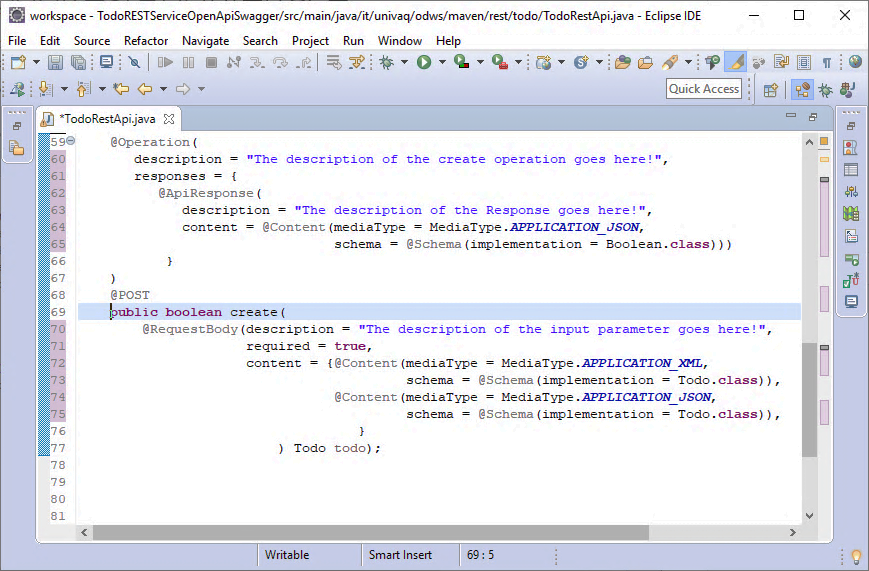 workspace - TodoRESTServiceOpenApiSwagger/src/main/java/it/univaq/odws/maven/rest/todo/TodoRestApi.java - Eclipse IDE
File Edit Source Refactor Navigate Search Project Run Window Help
Quick Access
*TodoRestApi.java
59 @Operation(
60 description = "The description of the create operation goes here!",
61 responses = {
62 @ApiResponse(
63 description = "The description of the Response goes here!",
64 content = @Content(mediaType = MediaType.APPLICATION_JSON,
65 schema = @Schema(implementation = Boolean.class)))
66 }
67 )
68 @POST
69 public boolean create(
70 @RequestBody(description = "The description of the input parameter goes here!",
71 required = true,
72 content = {@Content(mediaType = MediaType.APPLICATION_XML,
73 schema = @Schema(implementation = Todo.class)),
74 @Content(mediaType = MediaType.APPLICATION_JSON,
75 schema = @Schema(implementation = Todo.class)),
76 }
77 ) Todo todo);
78
79
80
81
Writable Smart Insert 69 : 5